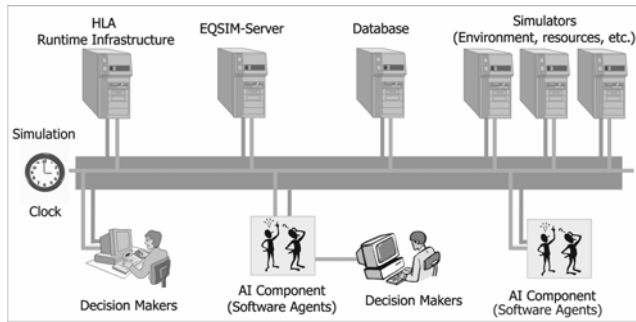 HLA
Runtime Infrastructure
EQSIM-Server
Database
Simulators
(Environment, resources, etc.)
Simulation
Clock
Decision Makers
AI Component
(Software Agents)
Decision Makers
AI Component
(Software Agents)